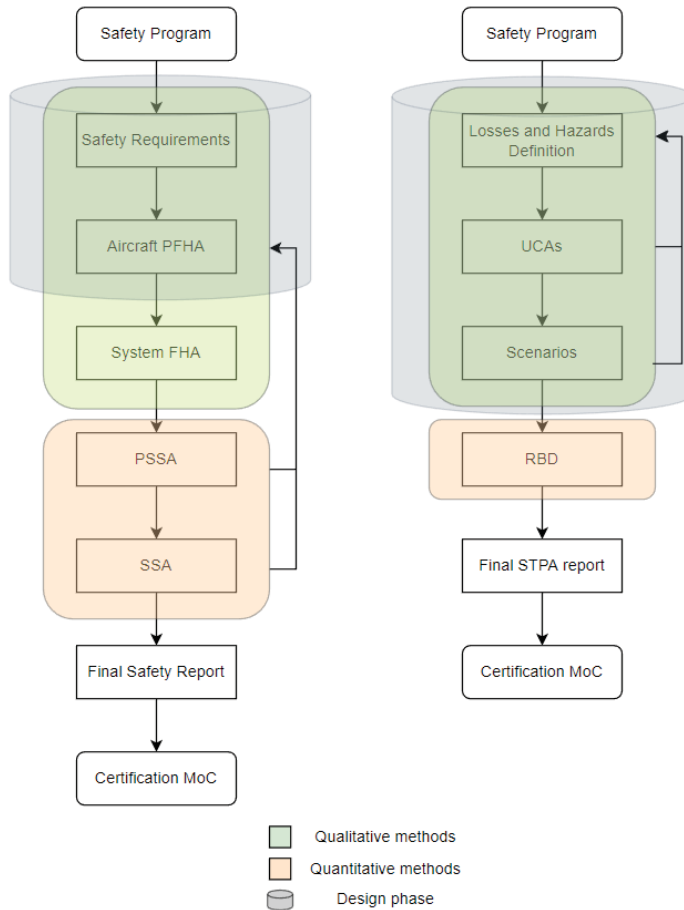 Safety Program
Safety Requirements
Aircraft PFHA
System FHA
PSSA
SSA
Final Safety Report
Certification MoC
Safety Program
Losses and Hazards
Definition
UCAs
Scenarios
RBD
Final STPA report
Certification MoC
Qualitative methods
Quantitative methods
Design phase